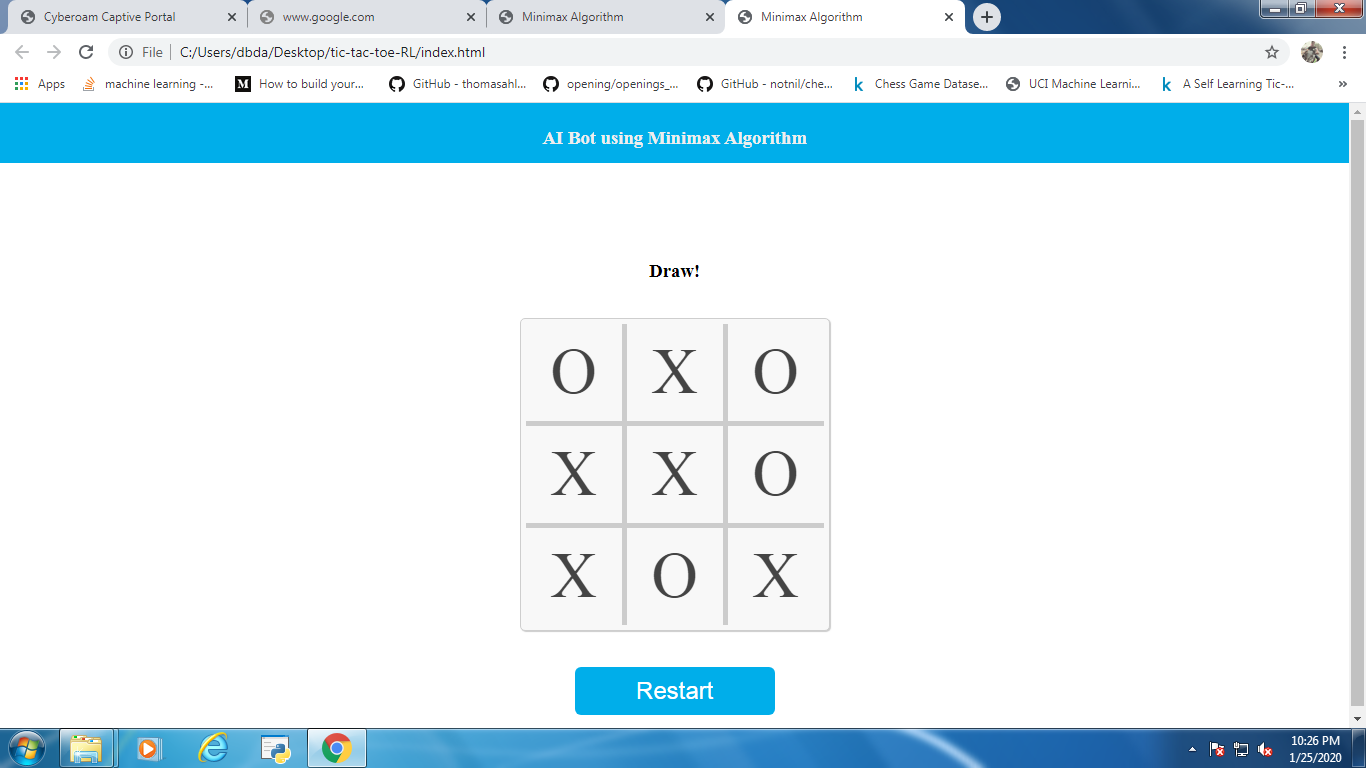 Cyberoam Captive Portal
www.google.com
Minimax Algorithm
Minimax Algorithm
File C:/Users/dbda/Desktop/tic-tac-toe-RL/index.html
Apps
machine learning -...
How to build your...
GitHub - thomasahl...
opening/openings_...
GitHub - notnil/che...
Chess Game Datase...
UCI Machine Learni...
A Self Learning Tic-...
»
AI Bot using Minimax Algorithm
Draw!
O X O
X X O
X O X
Restart
10:26 PM
1/25/2020